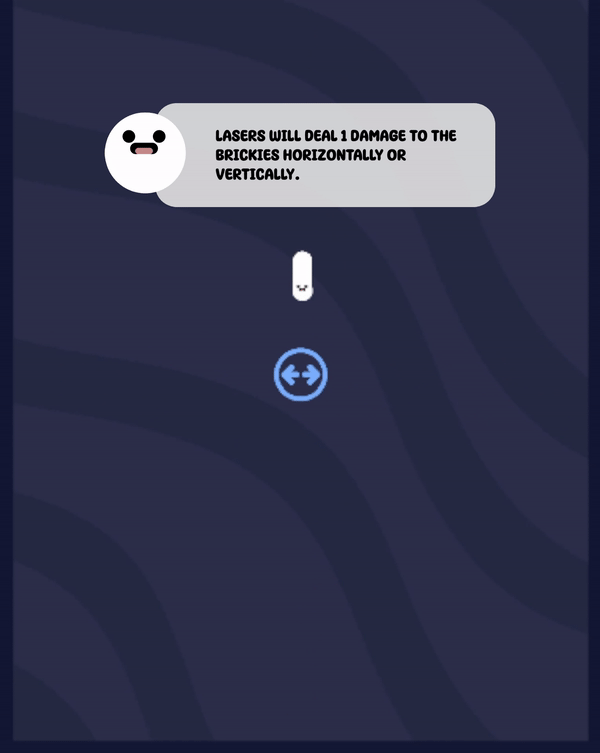 LASERS WILL DEAL 1 DAMAGE TO THE
BRICKIES HORIZONTALLY OR
VERTICALLY.